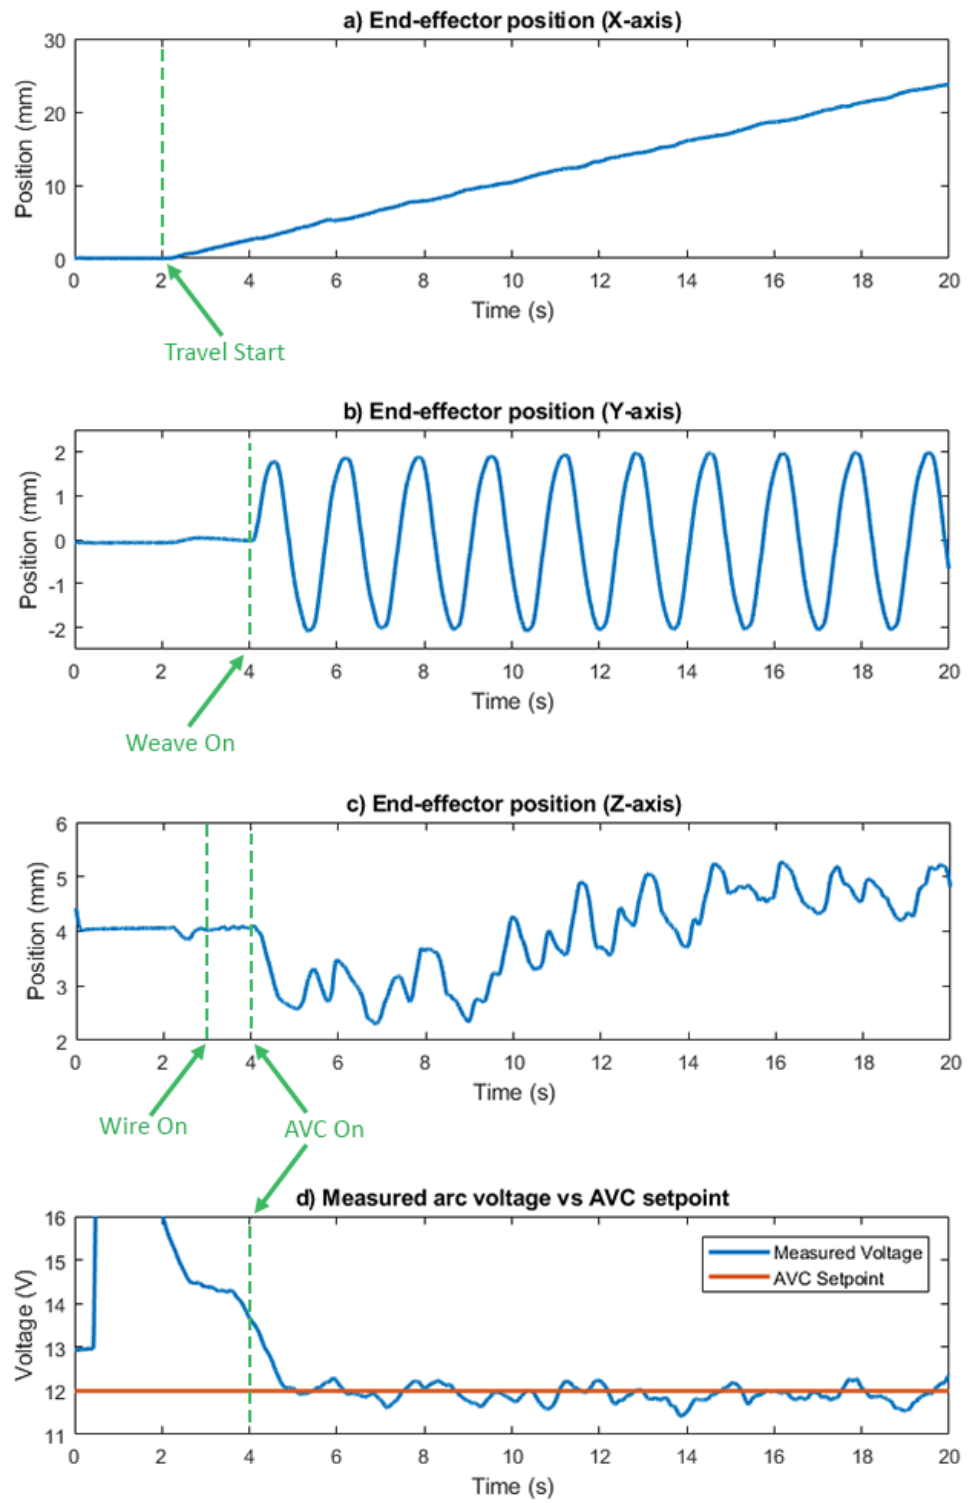 a) End-effector position (X-axis)
30
20
10
0
Position (mm)
0 2 4 6 8 10 12 14 16 18 20
Time (s)
Travel Start
b) End-effector position (Y-axis)
2
1
0
-1
-2
Position (mm)
0 2 4 6 8 10 12 14 16 18 20
Time (s)
Weave On
c) End-effector position (Z-axis)
6
5
4
3
2
Position (mm)
0 2 4 6 8 10 12 14 16 18 20
Time (s)
Wire On
AVC On
d) Measured arc voltage vs AVC setpoint
16
15
14
13
12
11
Voltage (V)
Measured Voltage
AVC Setpoint
0 2 4 6 8 10 12 14 16 18 20
Time (s)